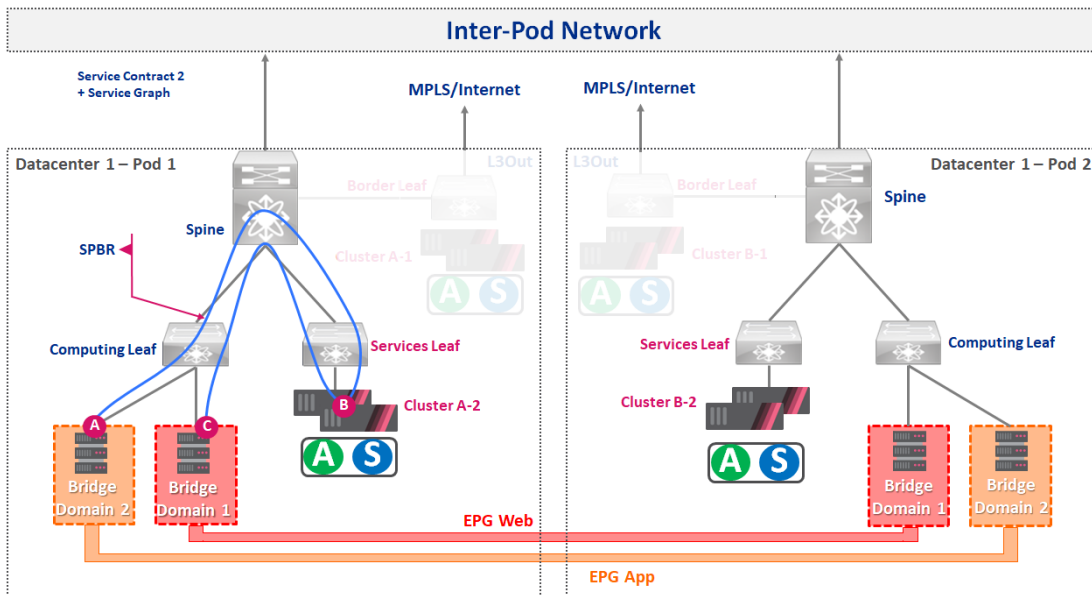 Inter-Pod Network
Service Contract 2
+ Service Graph
MPLS/Internet
MPLS/Internet
Datacenter 1 – Pod 1
L3Out
L3Out
Datacenter 1 – Pod 2
Border Leaf
Border Leaf
Spine
Spine
SPBR
Cluster A-1
Cluster B-1
A
S
A
S
Computing Leaf
Services Leaf
Services Leaf
Computing Leaf
Cluster A-2
Cluster B-2
A
C
B
A
S
A
S
Bridge
Domain 2
Bridge
Domain 1
Bridge
Domain 1
Bridge
Domain 2
EPG Web
EPG App